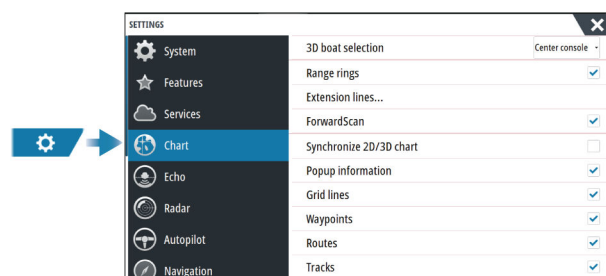 SETTINGS
System
Features
Services
Chart
Echo
Radar
Autopilot
Navigation
3D boat selection Center console
Range rings
Extension lines...
ForwardScan
Synchronize 2D/3D chart
Popup information
Grid lines
Waypoints
Routes
Tracks